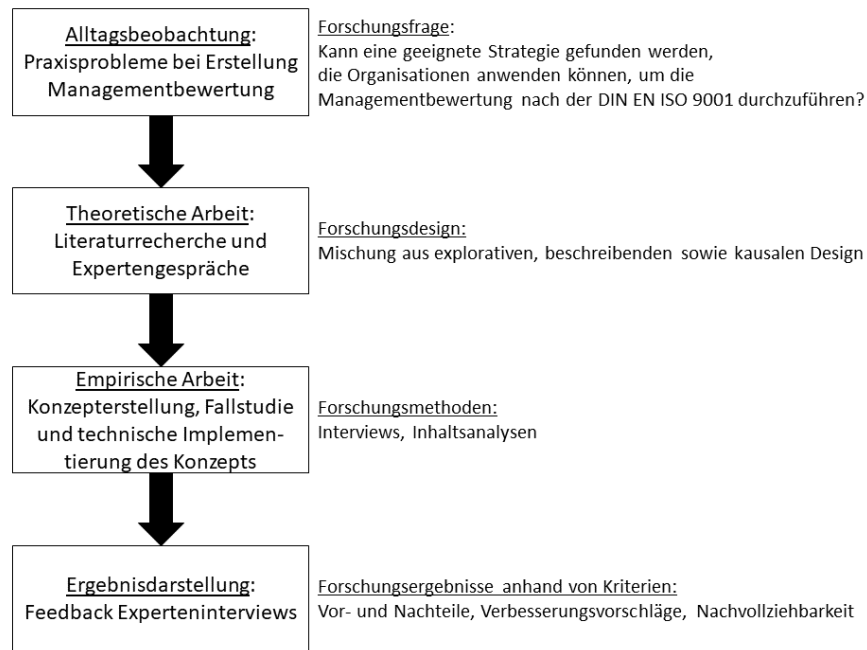 Alltagsbeobachtung:
Praxisprobleme bei Erstellung
Managementbewertung
Forschungsfrage:
Kann eine geeignete Strategie gefunden werden,
die Organisationen anwenden können, um die
Managementbewertung nach der DIN EN ISO 9001 durchzuführen?
Theoretische Arbeit:
Literaturrecherche und
Expertengespräche
Forschungsdesign:
Mischung aus explorativen, beschreibenden sowie kausalen Design
Empirische Arbeit:
Konzepterstellung, Fallstudie
und technische Implemen-
tierung des Konzepts
Forschungsmethoden:
Interviews, Inhaltsanalysen
Ergebnisdarstellung:
Feedback Experteninterviews
Forschungsergebnisse anhand von Kriterien:
Vor- und Nachteile, Verbesserungsvorschläge, Nachvollziehbarkeit